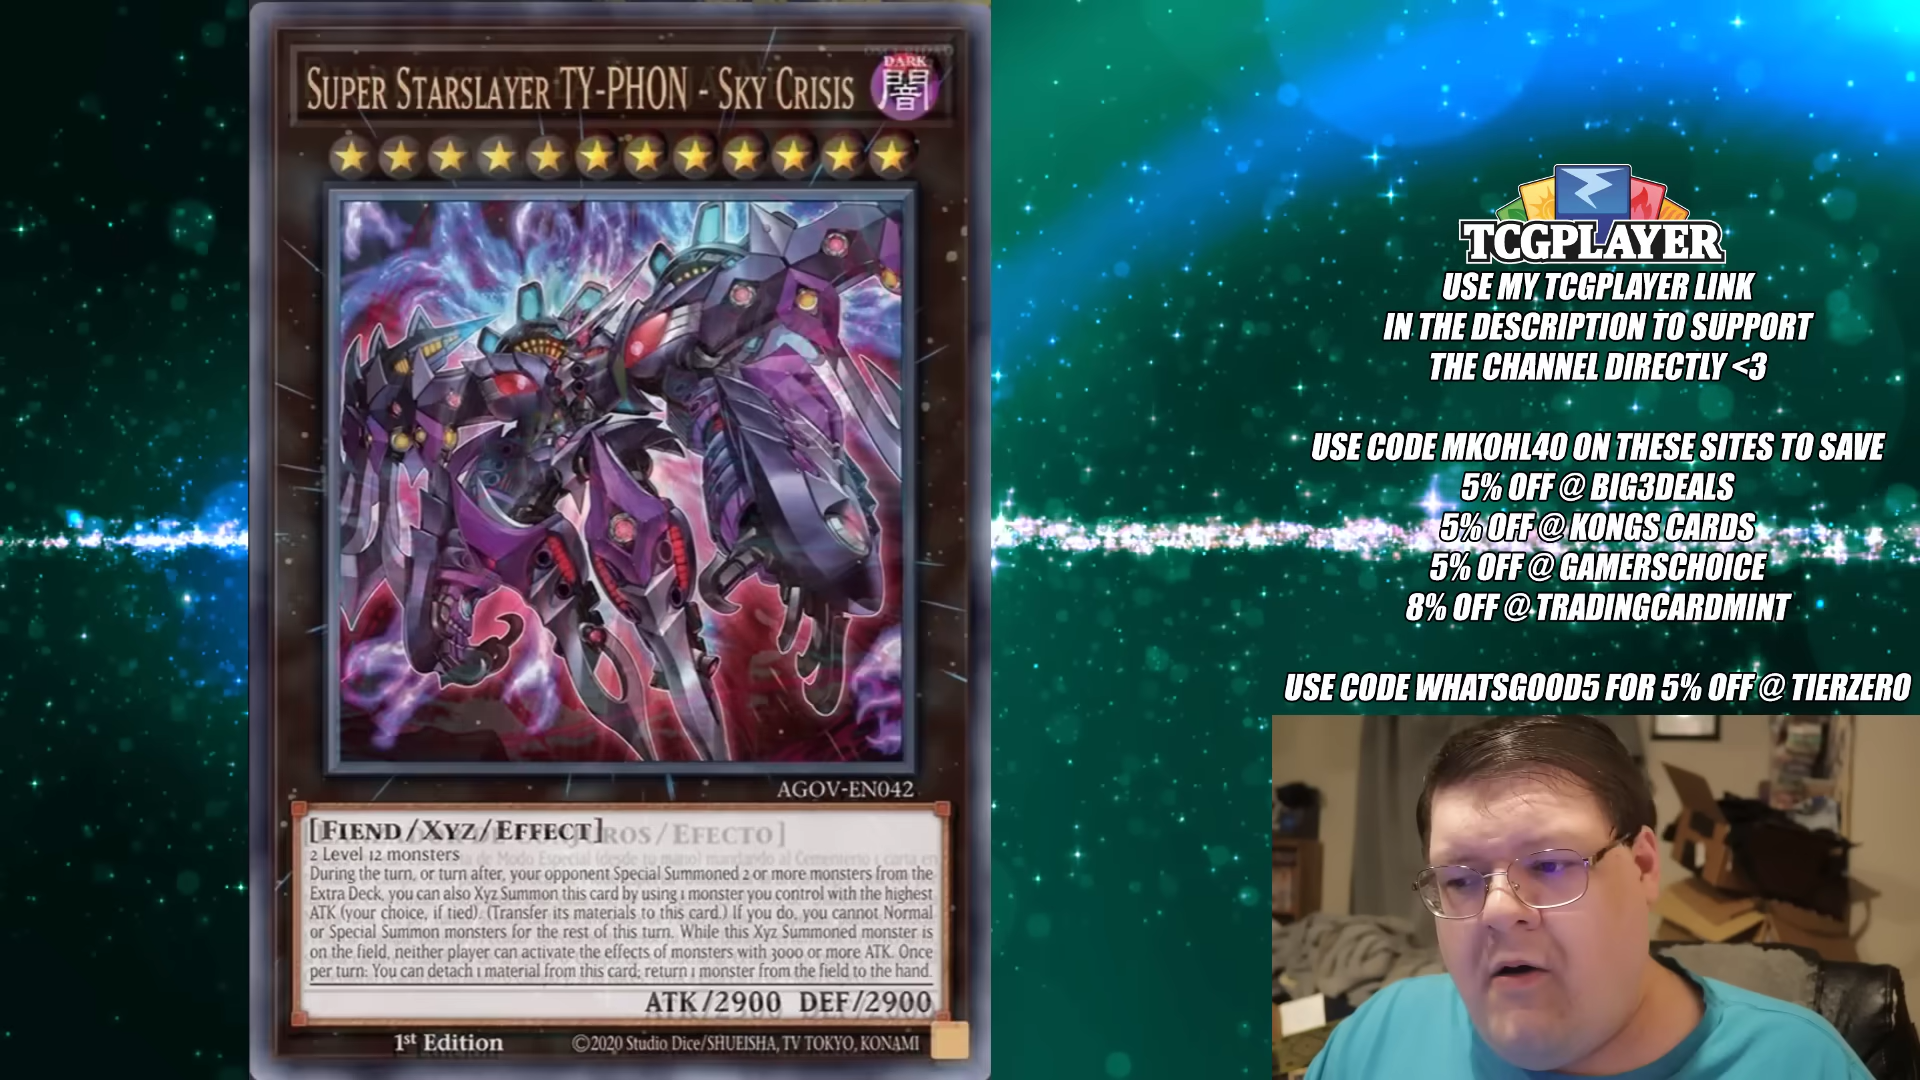 SUPER STARSLAYER TY-PHON - SKY CRISIS
DARK
闇
AGOV-EN042
[FIEND/XYZ/EFFECT]
ROS/EFECTO]
2 Level 12 monsters
During the turn, or turn after, your opponent Special Summoned 2 or more monsters from the
Extra Deck, you can also Xyz Summon this card by using 1 monster you control with the highest
ATK (your choice, if tied). (Transfer its materials to this card.) If you do, you cannot Normal
or Special Summon monsters for the rest of this turn. While this Xyz Summoned monster is
on the field, neither player can activate the effects of monsters with 3000 or more ATK. Once
per turn: You can detach 1 material from this card; return 1 monster from the field to the hand.
ATK/2900 DEF/2900
1st Edition
©2020 Studio Dice/SHUEISHA, TV TOKYO, KONAMI
TCGPLAYER
USE MY TCGPLAYER LINK
IN THE DESCRIPTION TO SUPPORT
THE CHANNEL DIRECTLY <3
USE CODE MKOHL40 ON THESE SITES TO SAVE
5% OFF @ BIG3DEALS
5% OFF @ KONGS CARDS
5% OFF @ GAMERSCHOICE
8% OFF @ TRADINGCARDMINT
USE CODE WHATSGOOD5 FOR 5% OFF @ TIERZERO